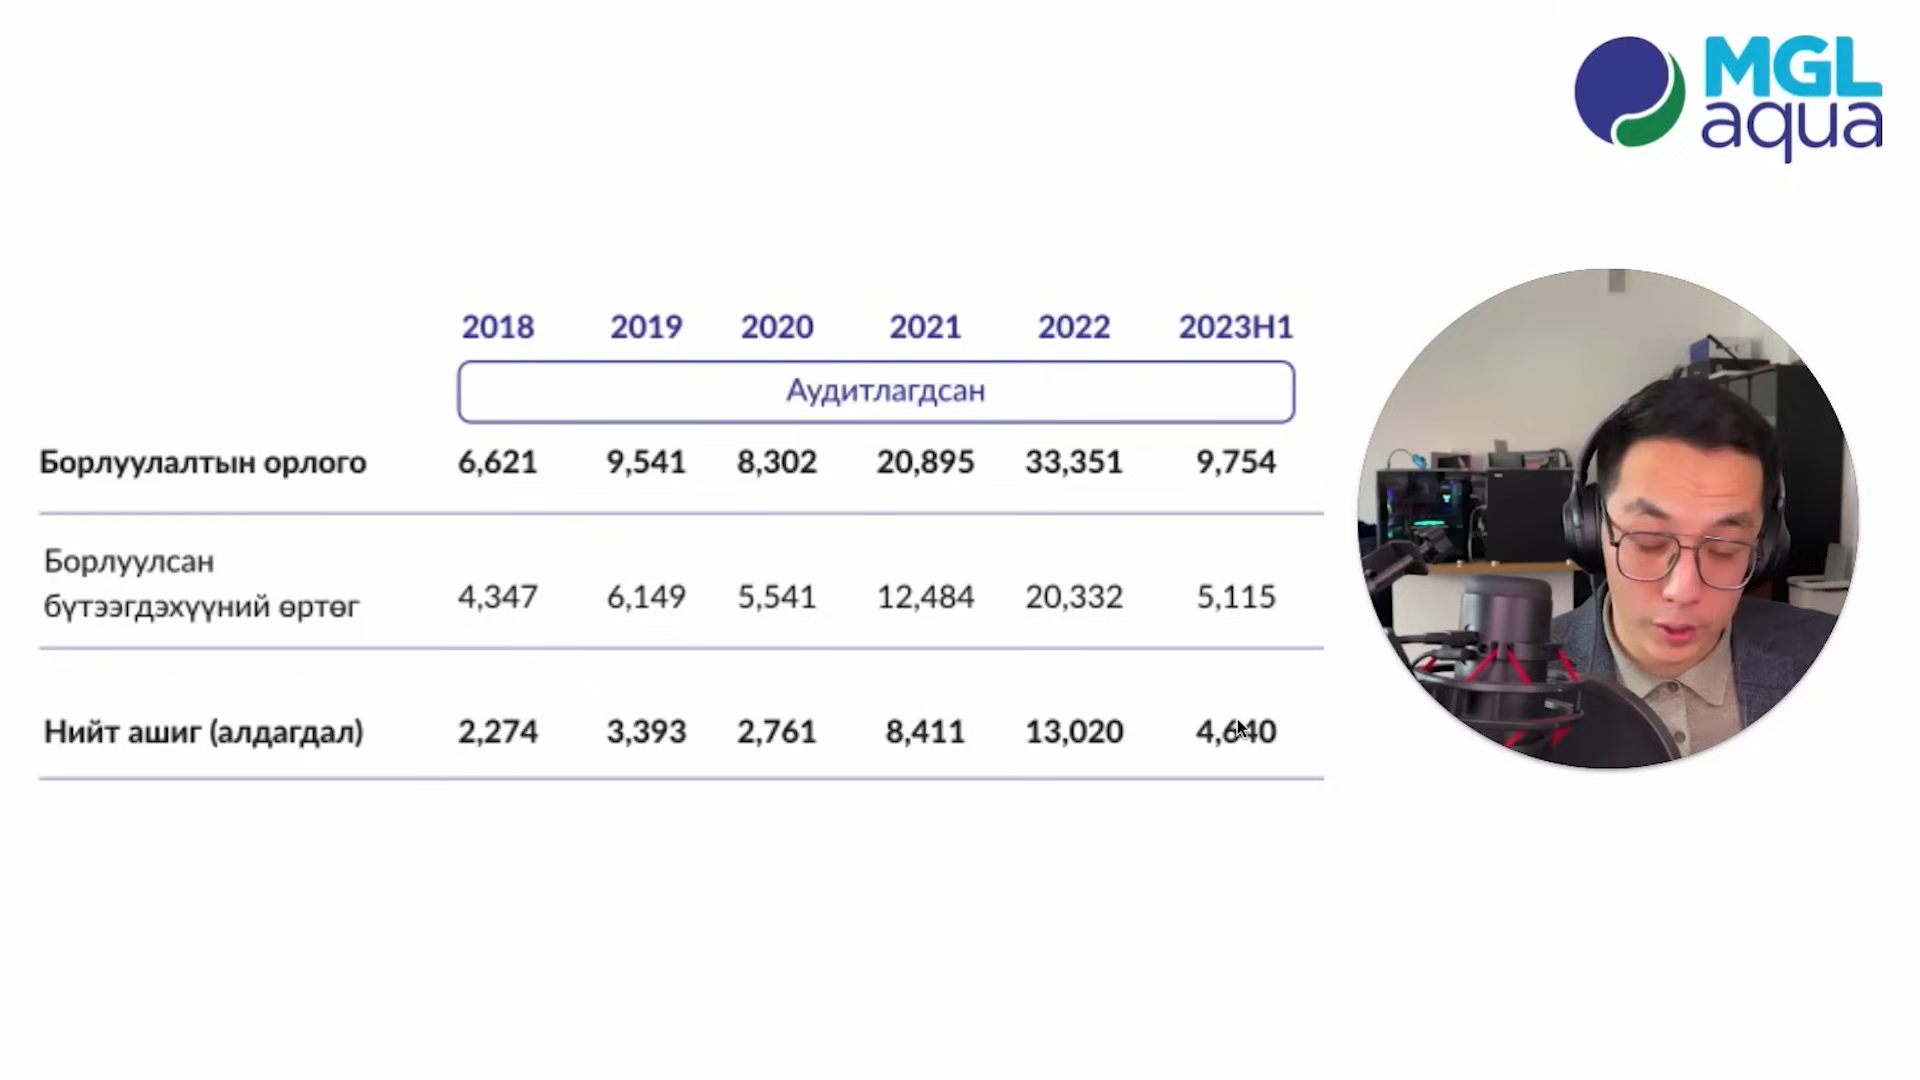 MGL
aqua
2018 2019 2020 2021 2022 2023H1
Аудитлагдсан
Борлуулалтын орлого 6,621 9,541 8,302 20,895 33,351 9,754
Борлуулсан
бүтээгдэхүүний өртөг 4,347 6,149 5,541 12,484 20,332 5,115
Нийт ашиг (алдагдал) 2,274 3,393 2,761 8,411 13,020 4,640